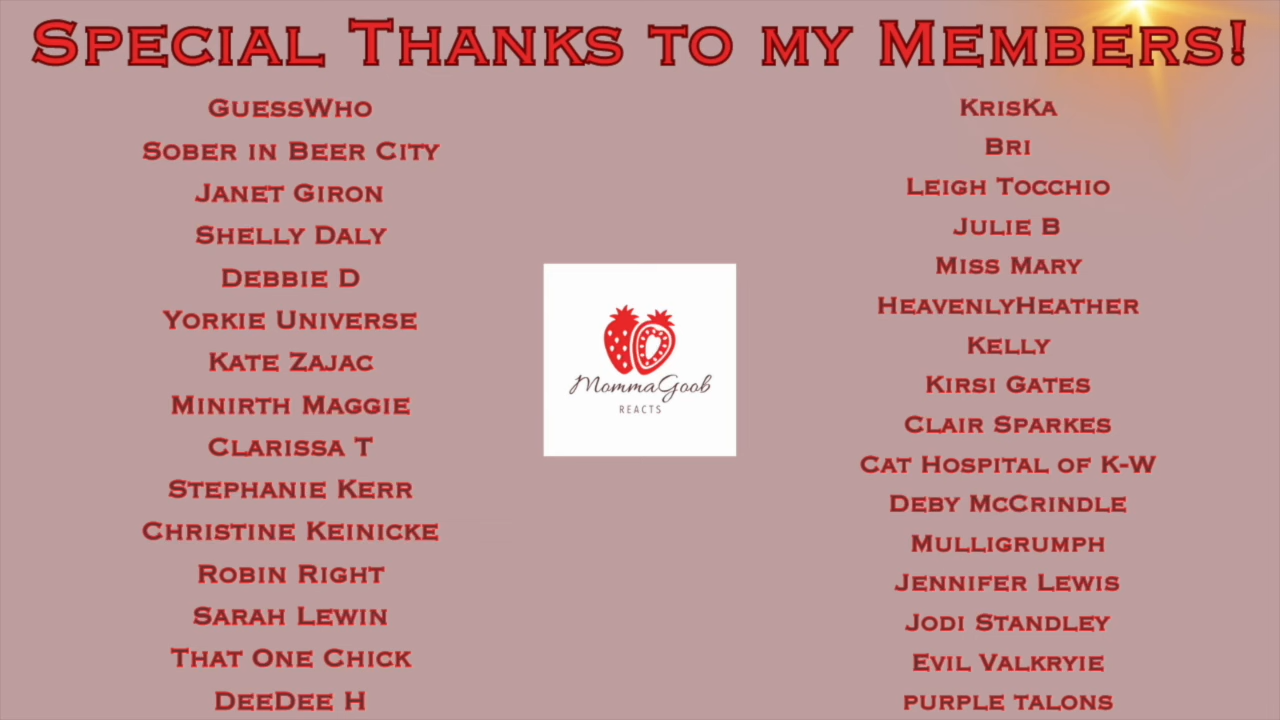 Special Thanks to my Members!
GuessWho
Sober in Beer City
Janet Giron
Shelly Daly
Debbie D
Yorkie Universe
Kate Zajac
Minirth Maggie
Clarissa T
Stephanie Kerr
Christine Keinicke
Robin Right
Sarah Lewin
That One Chick
DeeDee H
MommaGoob
REACTS
KrisKa
Bri
Leigh Tocchio
Julie B
Miss Mary
HeavenlyHeather
Kelly
Kirsi Gates
Clair Sparkes
Cat Hospital of K-W
Deby McCrindle
Mulligrumph
Jennifer Lewis
Jodi Standley
Evil Valkryie
purple talons